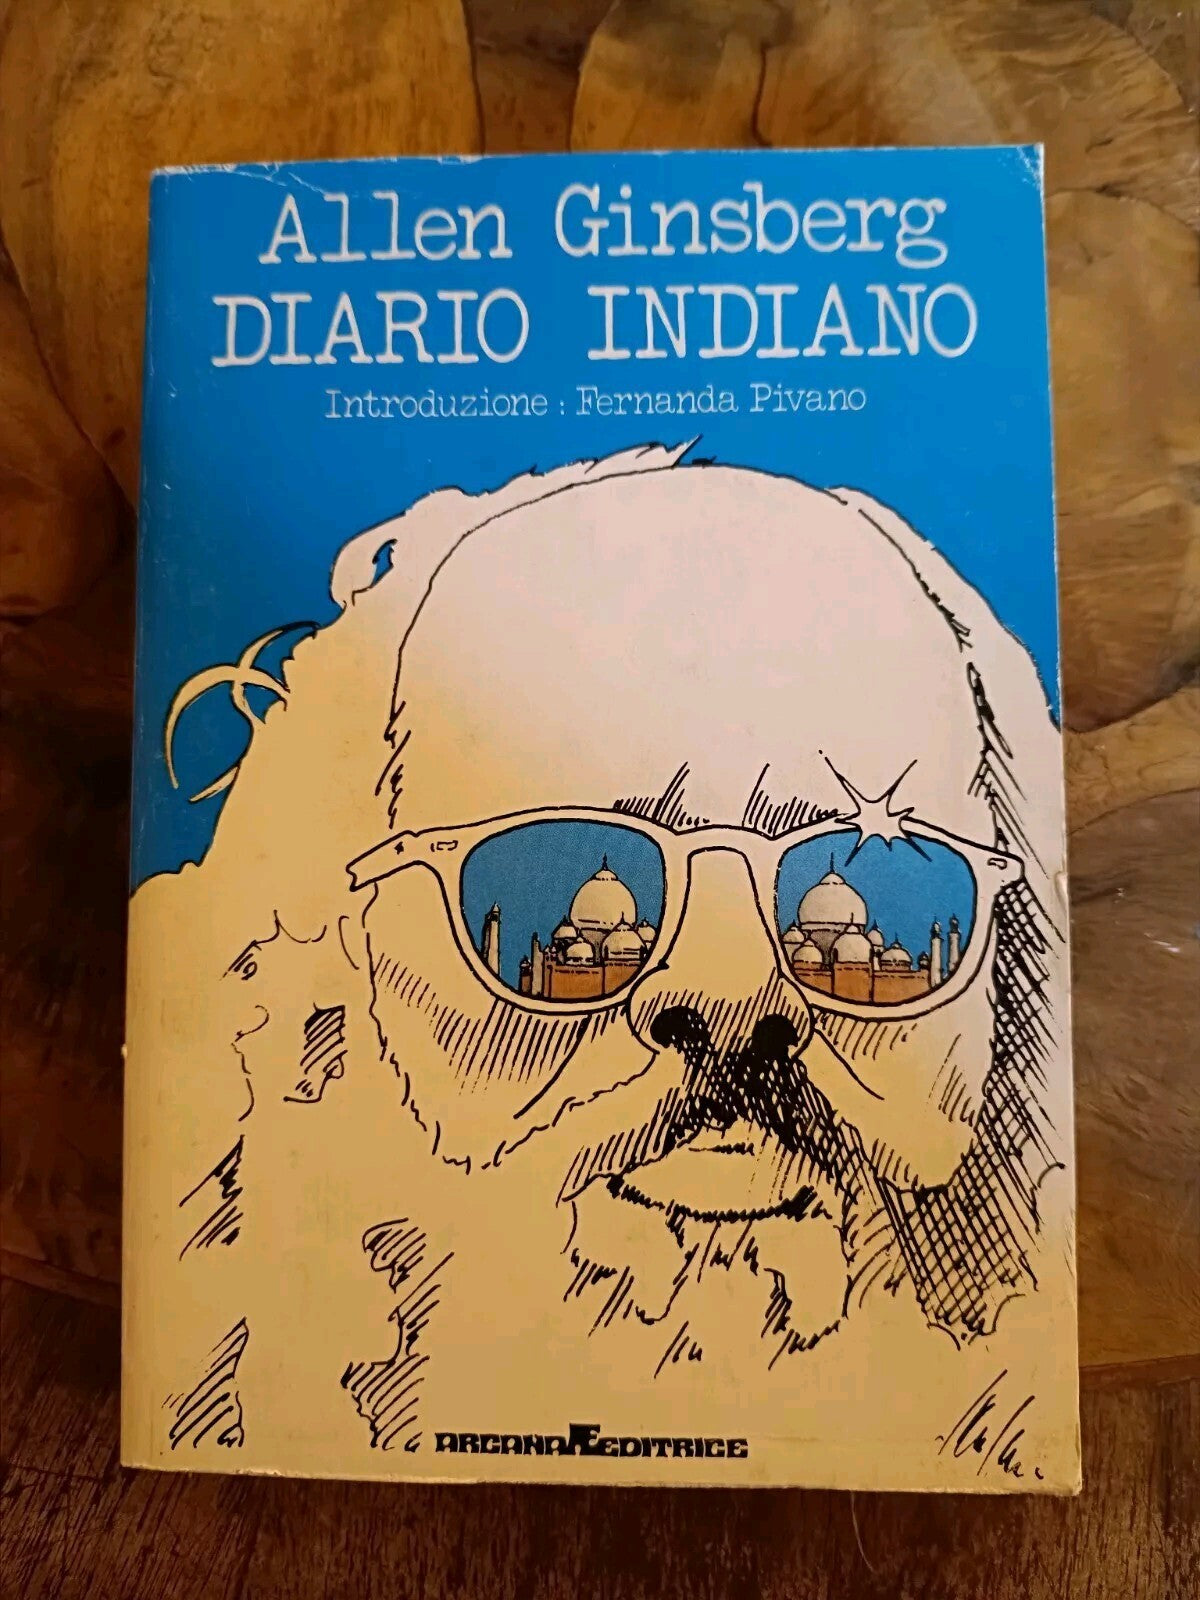 Allen Ginsberg
DIARIO INDIANO
Introduzione : Fernanda Pivano
ARCANA Æ EDITRICE